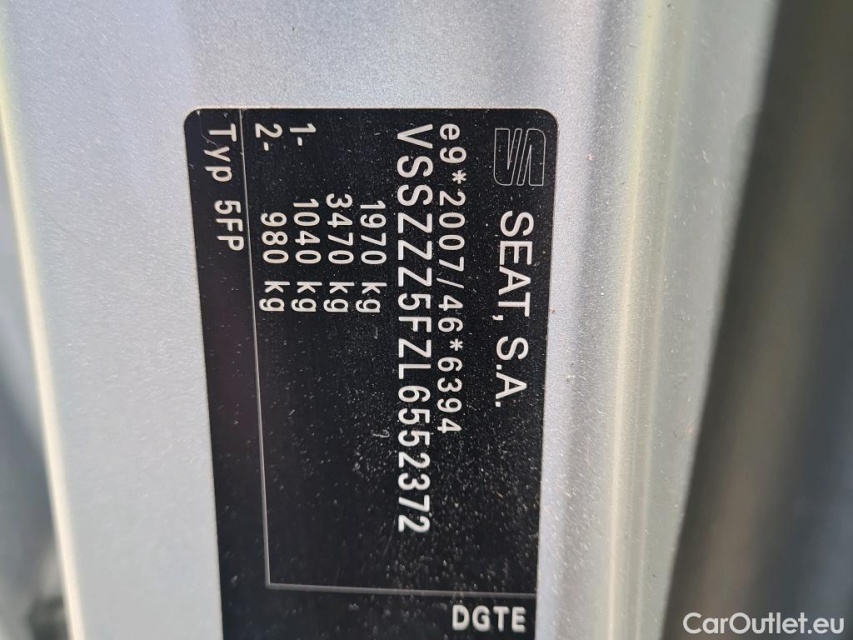 SEAT, S.A.
e9*2007/46*6394
VSSZZZ5FZL6552372
1970 kg
3470 kg
1- 1040 kg
2- 980 kg
Typ 5FP
DGTE
CarOutlet.eu